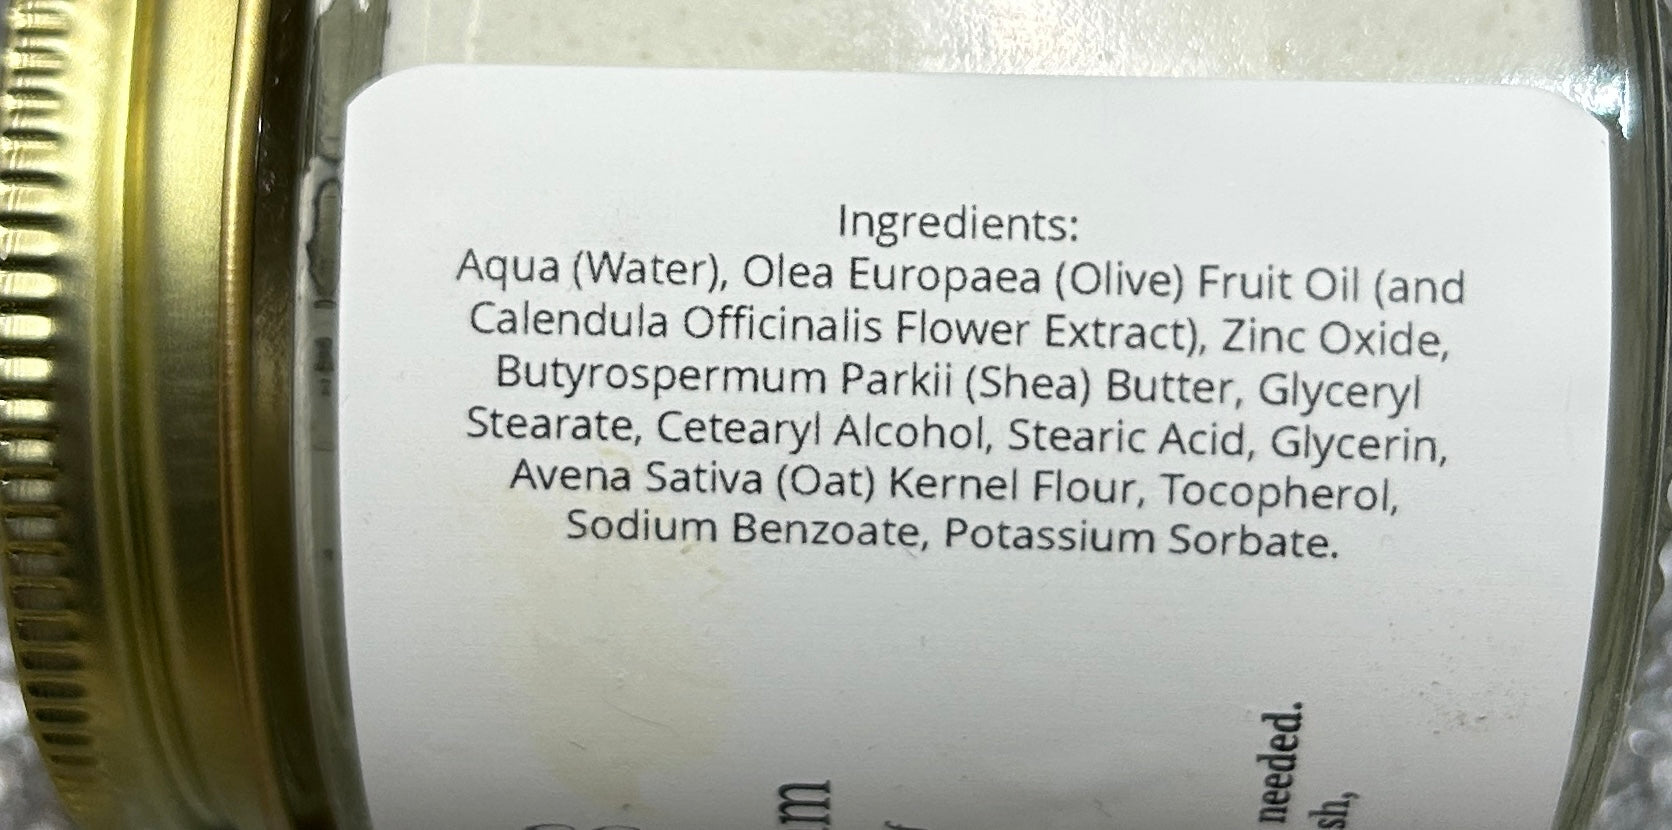 Ingredients:
Aqua (Water), Olea Europaea (Olive) Fruit Oil (and
Calendula Officinalis Flower Extract), Zinc Oxide,
Butyrospermum Parkii (Shea) Butter, Glyceryl
Stearate, Cetearyl Alcohol, Stearic Acid, Glycerin,
Avena Sativa (Oat) Kernel Flour, Tocopherol,
Sodium Benzoate, Potassium Sorbate.
needed.